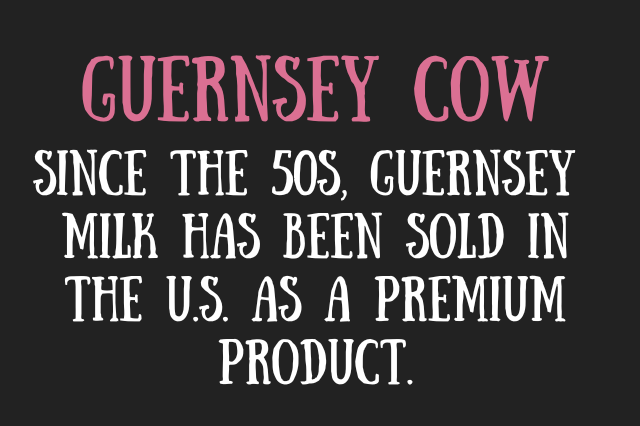 GUERNSEY COW
SINCE THE 50S, GUERNSEY
MILK HAS BEEN SOLD IN
THE U.S. AS A PREMIUM
PRODUCT.